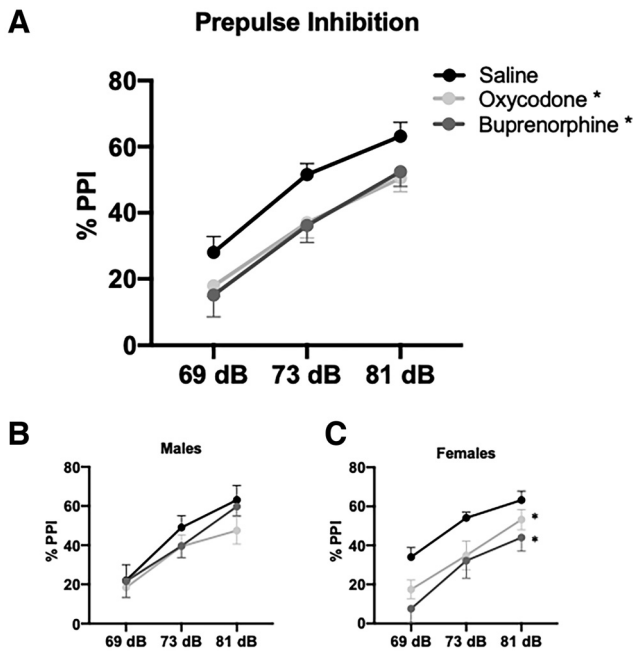 A
Prepulse Inhibition
Saline
Oxycodone *
Buprenorphine *
% PPI
80
60
40
20
0
69 dB 73 dB 81 dB
B
Males
% PPI
80
60
40
20
0
69 dB 73 dB 81 dB
C
Females
% PPI
80
60
40
20
0
*
*
69 dB 73 dB 81 dB